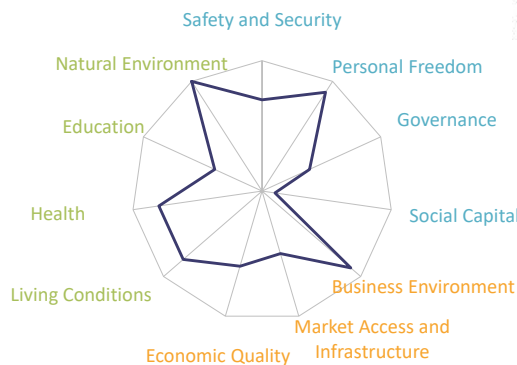 Safety and Security
Natural Environment
Personal Freedom
Education
Governance
Health
Social Capital
Living Conditions
Business Environment
Market Access and
Infrastructure
Economic Quality